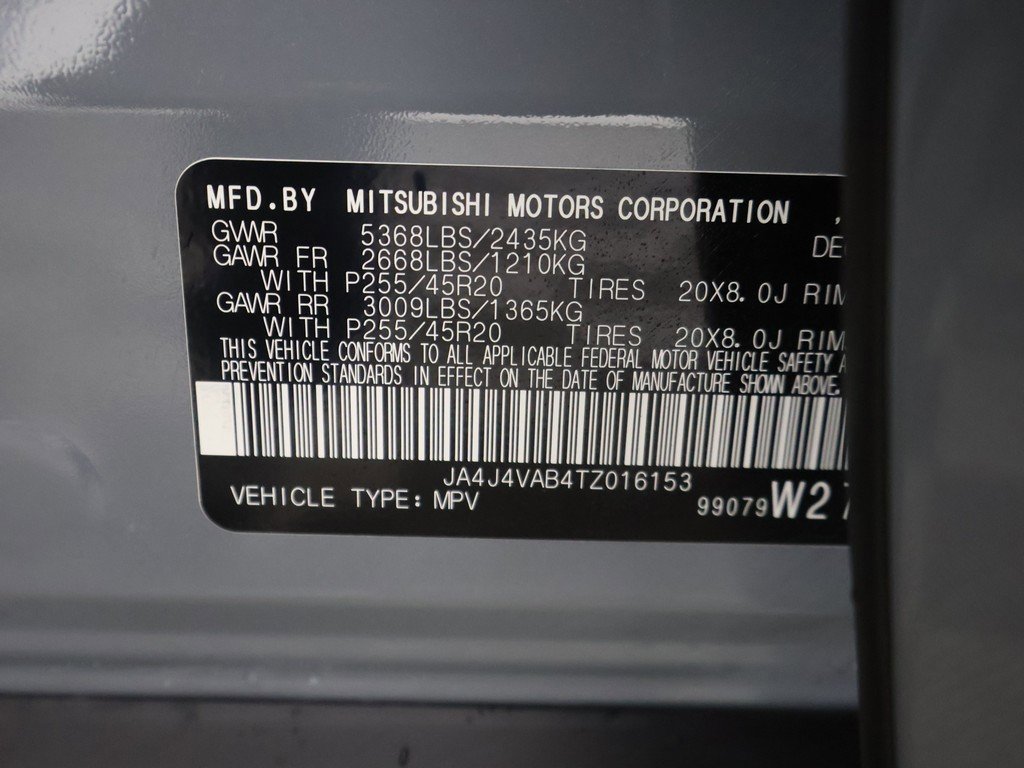 MFD.BY MITSUBISHI MOTORS CORPORATION ,
GVWR 5368LBS/2435KG
GAWR FR 2668LBS/1210KG
WITH P255/45R20 TIRES 20X8.0J RIM
GAWR RR 3009LBS/1365KG
WITH P255/45R20 TIRES 20X8.0J RIM
THIS VEHICLE CONFORMS TO ALL APPLICABLE FEDERAL MOTOR VEHICLE SAFETY
PREVENTION STANDARDS IN EFFECT ON THE DATE OF MANUFACTURE SHOWN ABOVE.
JA4J4VAB4TZ016153
VEHICLE TYPE: MPV
99079